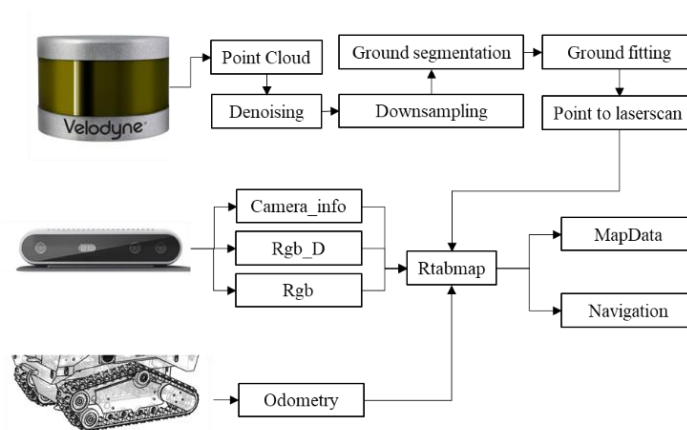 Point Cloud
Ground segmentation
Ground fitting
Velodyne
Denoising
Downsampling
Point to laserscan
Camera_info
Rgb_D
Rgb
Rtabmap
MapData
Navigation
Odometry